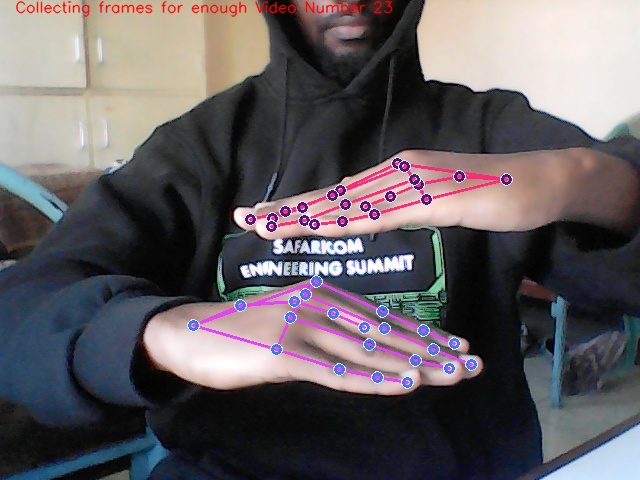 Collecting frames for enough Video Number 23
SAFARICOM
ENGINEERING SUMMIT